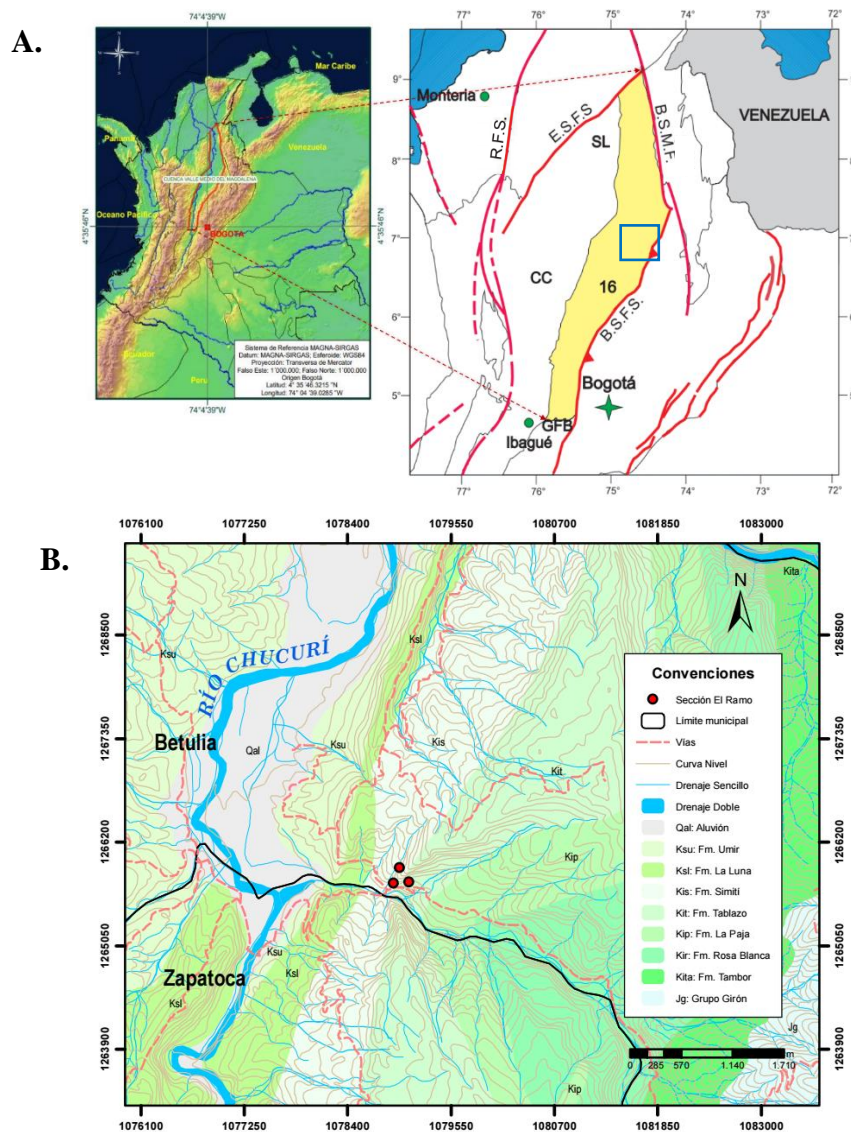 A.
74°4'39"W
Mar Caribe
Panamá
Venezuela
CUENCA VALLE MEDIO DEL MAGDALENA
Oceano Pacífico
4°35'46"N
4°35'46"N
BOGOTA
Ecuador
Peru
Sistema de Referencia MAGNA-SIRGAS
Datum: MAGNA-SIRGAS; Esferoide: WGS84
Proyección: Transversa de Mercator
Falso Este: 1'000.000; Falso Norte: 1'000.000
Origen Bogotá
Latitud: 4° 35' 46.3215 "N
Longitud: 74° 04' 39.0285 "W
74°4'39"W
77° 76° 75° 74° 73° 72°
9°
8°
7°
6°
5°
Monteria
R.F.S.
E.S.F.S
SL
B.S.M.F.
VENEZUELA
CC
16
B.S.F.S.
Bogotá
GFB
Ibagué
77° 76° 75° 74° 73° 72°
B.
1076100 1077250 1078400 1079550 1080700 1081850 1083000
1268500
1267350
1266200
1265050
1263900
1268500
1267350
1266200
1265050
1263900
Kita
N
Ksu
Ksl
RÍO CHUCURÍ
Betulia
Qal
Ksu
Kis
Kit
Kip
Zapatoca
Ksu
Ksl
Ksl
Kip
Jg
Convenciones
Sección El Ramo
Límite municipal
Vías
Curva Nivel
Drenaje Sencillo
Drenaje Doble
Qal: Aluvión
Ksu: Fm. Umir
Ksl: Fm. La Luna
Kis: Fm. Simití
Kit: Fm. Tablazo
Kip: Fm. La Paja
Kir: Fm. Rosa Blanca
Kita: Fm. Tambor
Jg: Grupo Girón
0 285 570 1.140 1.710
m
1076100 1077250 1078400 1079550 1080700 1081850 1083000